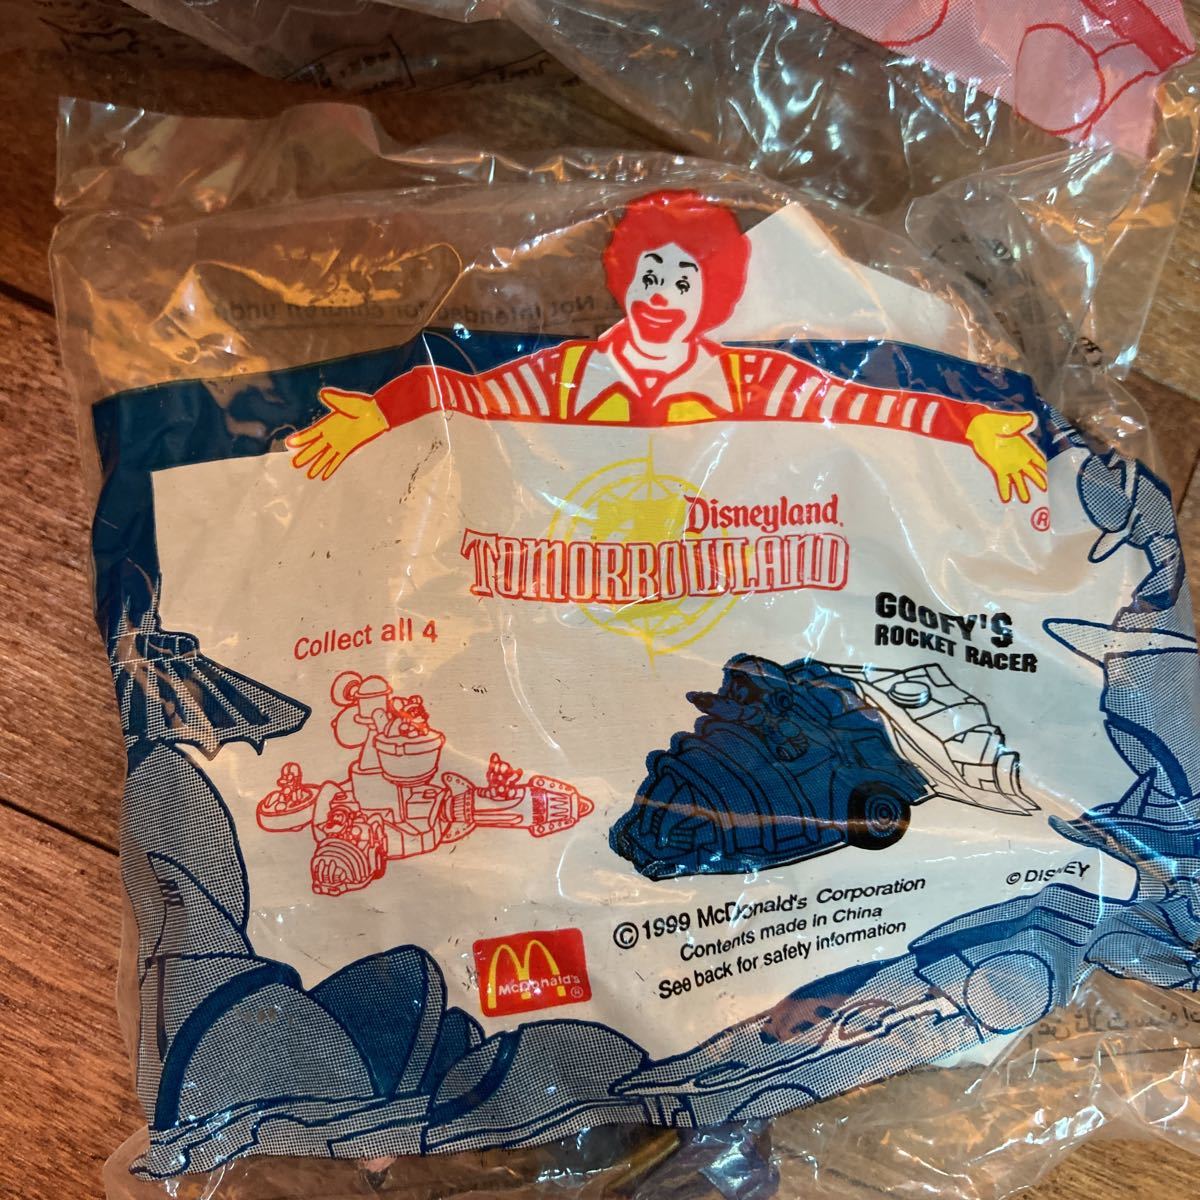 Disneyland
TOMORROWLAND
Collect all 4
GOOFY'S
ROCKET RACER
© DISNEY
© 1999 McDonald's Corporation
Contents made in China
See back for safety information
McDonald's ®
®